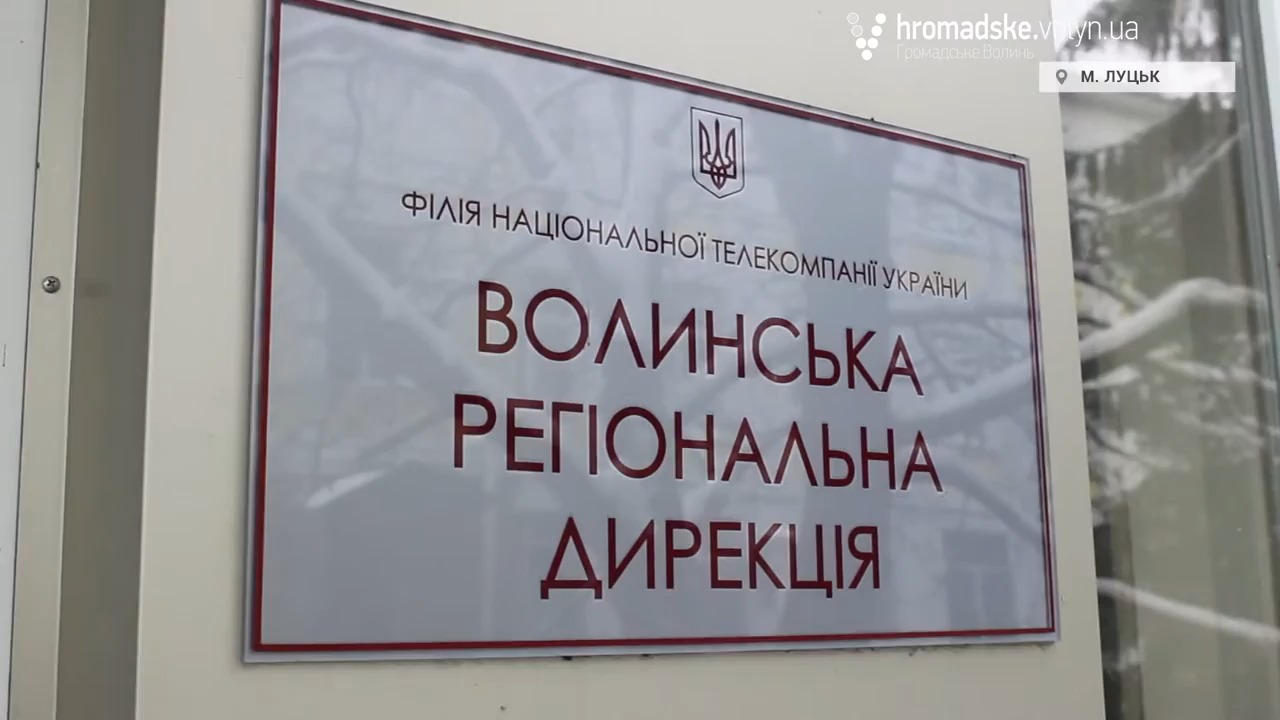 hromadske.volyn.ua
Громадське Волинь
М. ЛУЦЬК
ФІЛІЯ НАЦІОНАЛЬНОЇ ТЕЛЕКОМПАНІЇ УКРАЇНИ
ВОЛИНСЬКА
РЕГІОНАЛЬНА
ДИРЕКЦІЯ